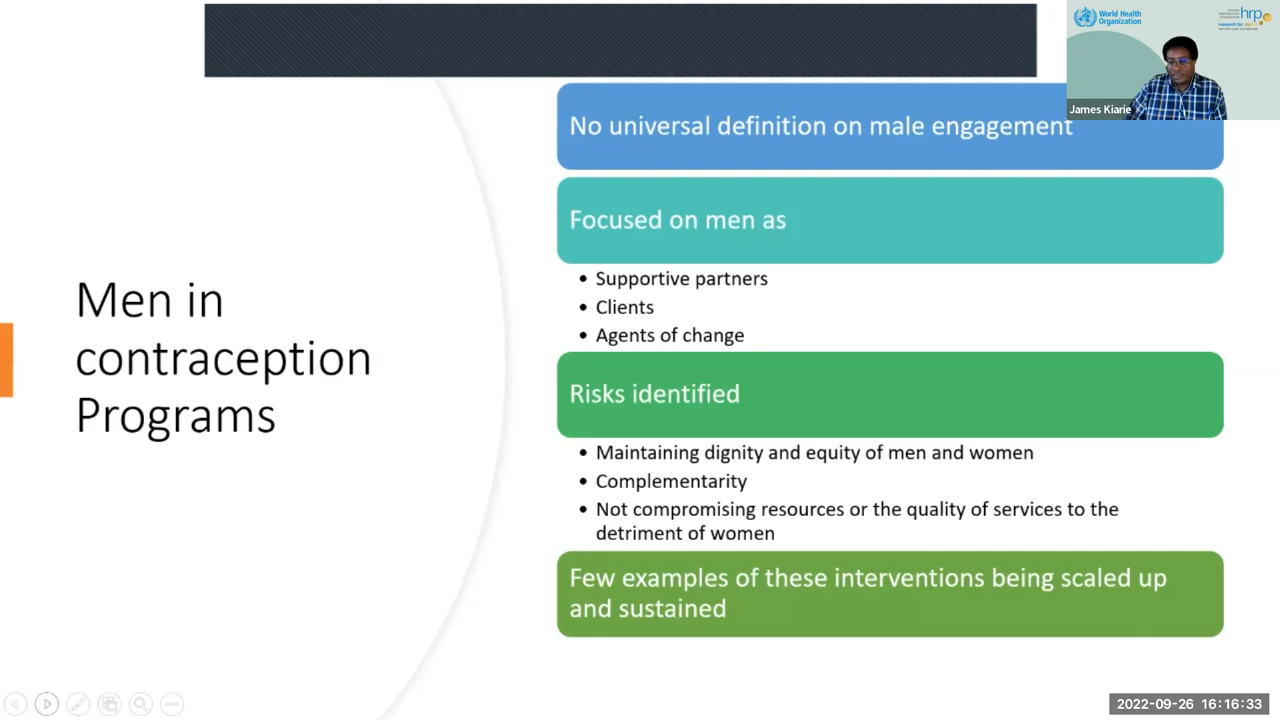 World Health
Organization
hrp
James Kiarie
No universal definition on male engagement
Focused on men as
• Supportive partners
• Clients
• Agents of change
Men in
contraception
Programs
Risks identified
• Maintaining dignity and equity of men and women
• Complementarity
• Not compromising resources or the quality of services to the
detriment of women
Few examples of these interventions being scaled up
and sustained
2022-09-26 16:16:33